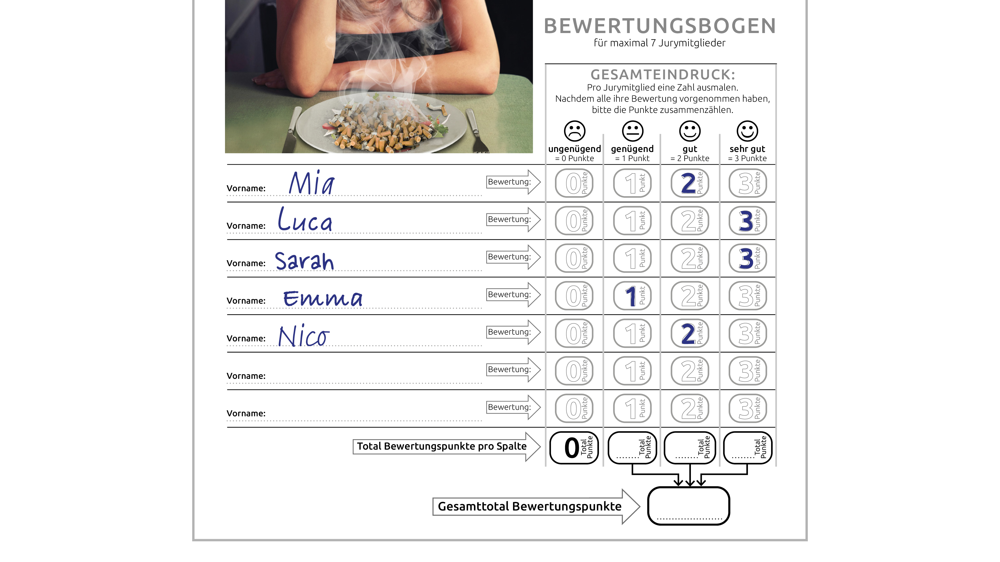 BEWERTUNGSBOGEN
für maximal 7 Jurymitglieder
GESAMTEINDRUCK:
Pro Jurymitglied eine Zahl ausmalen.
Nachdem alle ihre Bewertung vorgenommen haben,
bitte die Punkte zusammenzählen.
ungenügend genügend gut sehr gut
= 0 Punkte = 1 Punkt = 2 Punkte = 3 Punkte
Vorname: Mia Bewertung: 0 Punkte 1 Punkt 2 Punkte 3 Punkte
Vorname: Luca Bewertung: 0 Punkte 1 Punkt 2 Punkte 3 Punkte
Vorname: Sarah Bewertung: 0 Punkte 1 Punkt 2 Punkte 3 Punkte
Vorname: Emma Bewertung: 0 Punkte 1 Punkt 2 Punkte 3 Punkte
Vorname: Nico Bewertung: 0 Punkte 1 Punkt 2 Punkte 3 Punkte
Vorname: Bewertung: 0 Punkte 1 Punkt 2 Punkte 3 Punkte
Vorname: Bewertung: 0 Punkte 1 Punkt 2 Punkte 3 Punkte
Total Bewertungspunkte pro Spalte 0 Total Punkte ........ Total Punkte ........ Total Punkte ........ Total Punkte
Gesamttotal Bewertungspunkte ......................